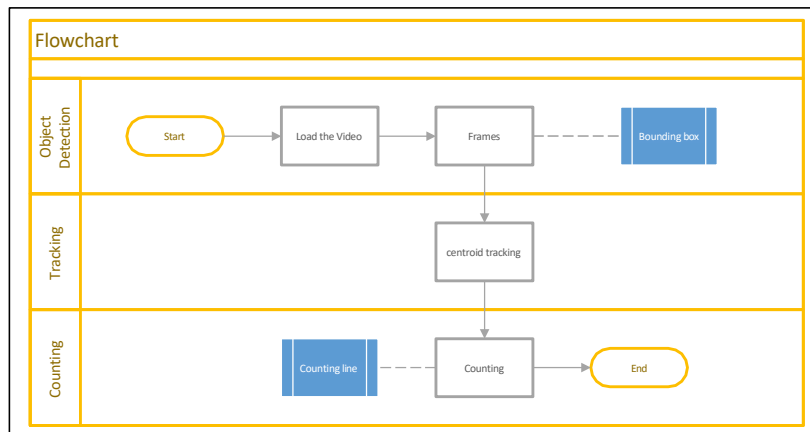 Flowchart
Object
Detection
Start
Load the Video
Frames
Bounding box
Tracking
centroid tracking
Counting
Counting line
Counting
End